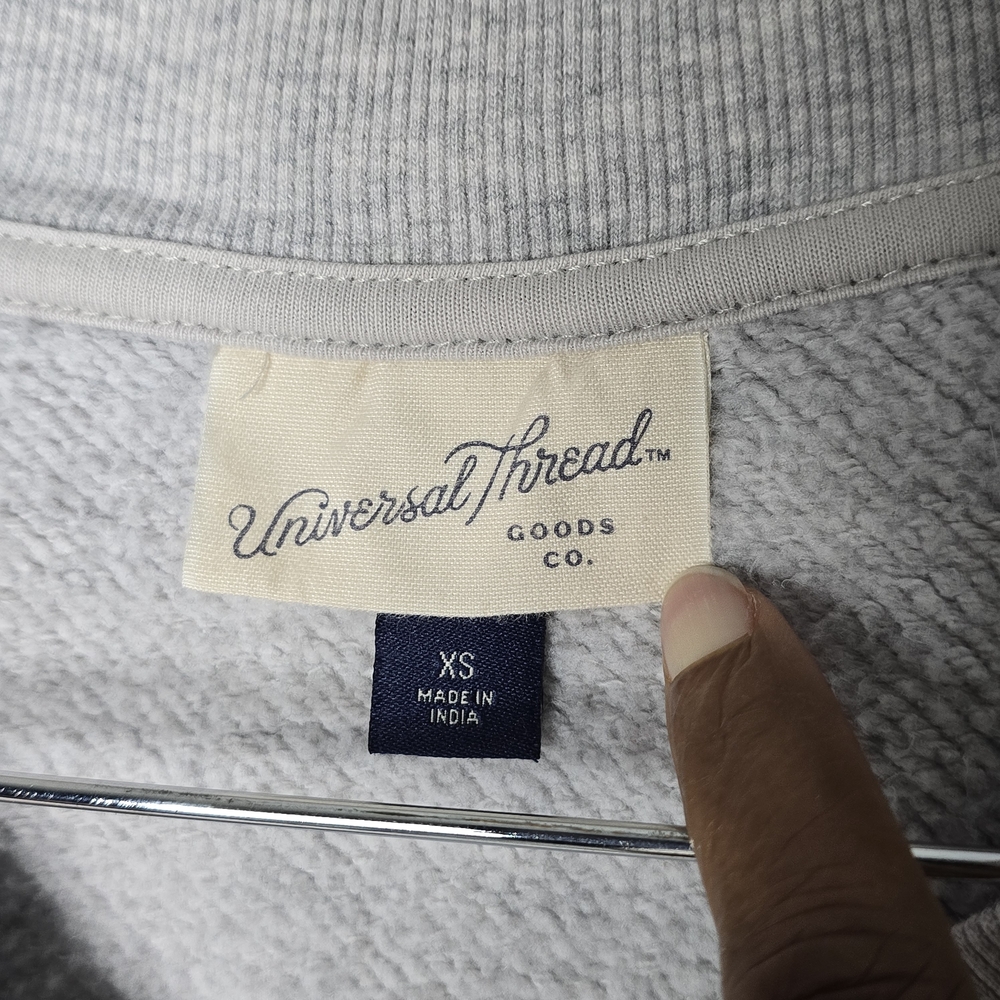 Universal Thread™
GOODS
CO.
XS
MADE IN
INDIA